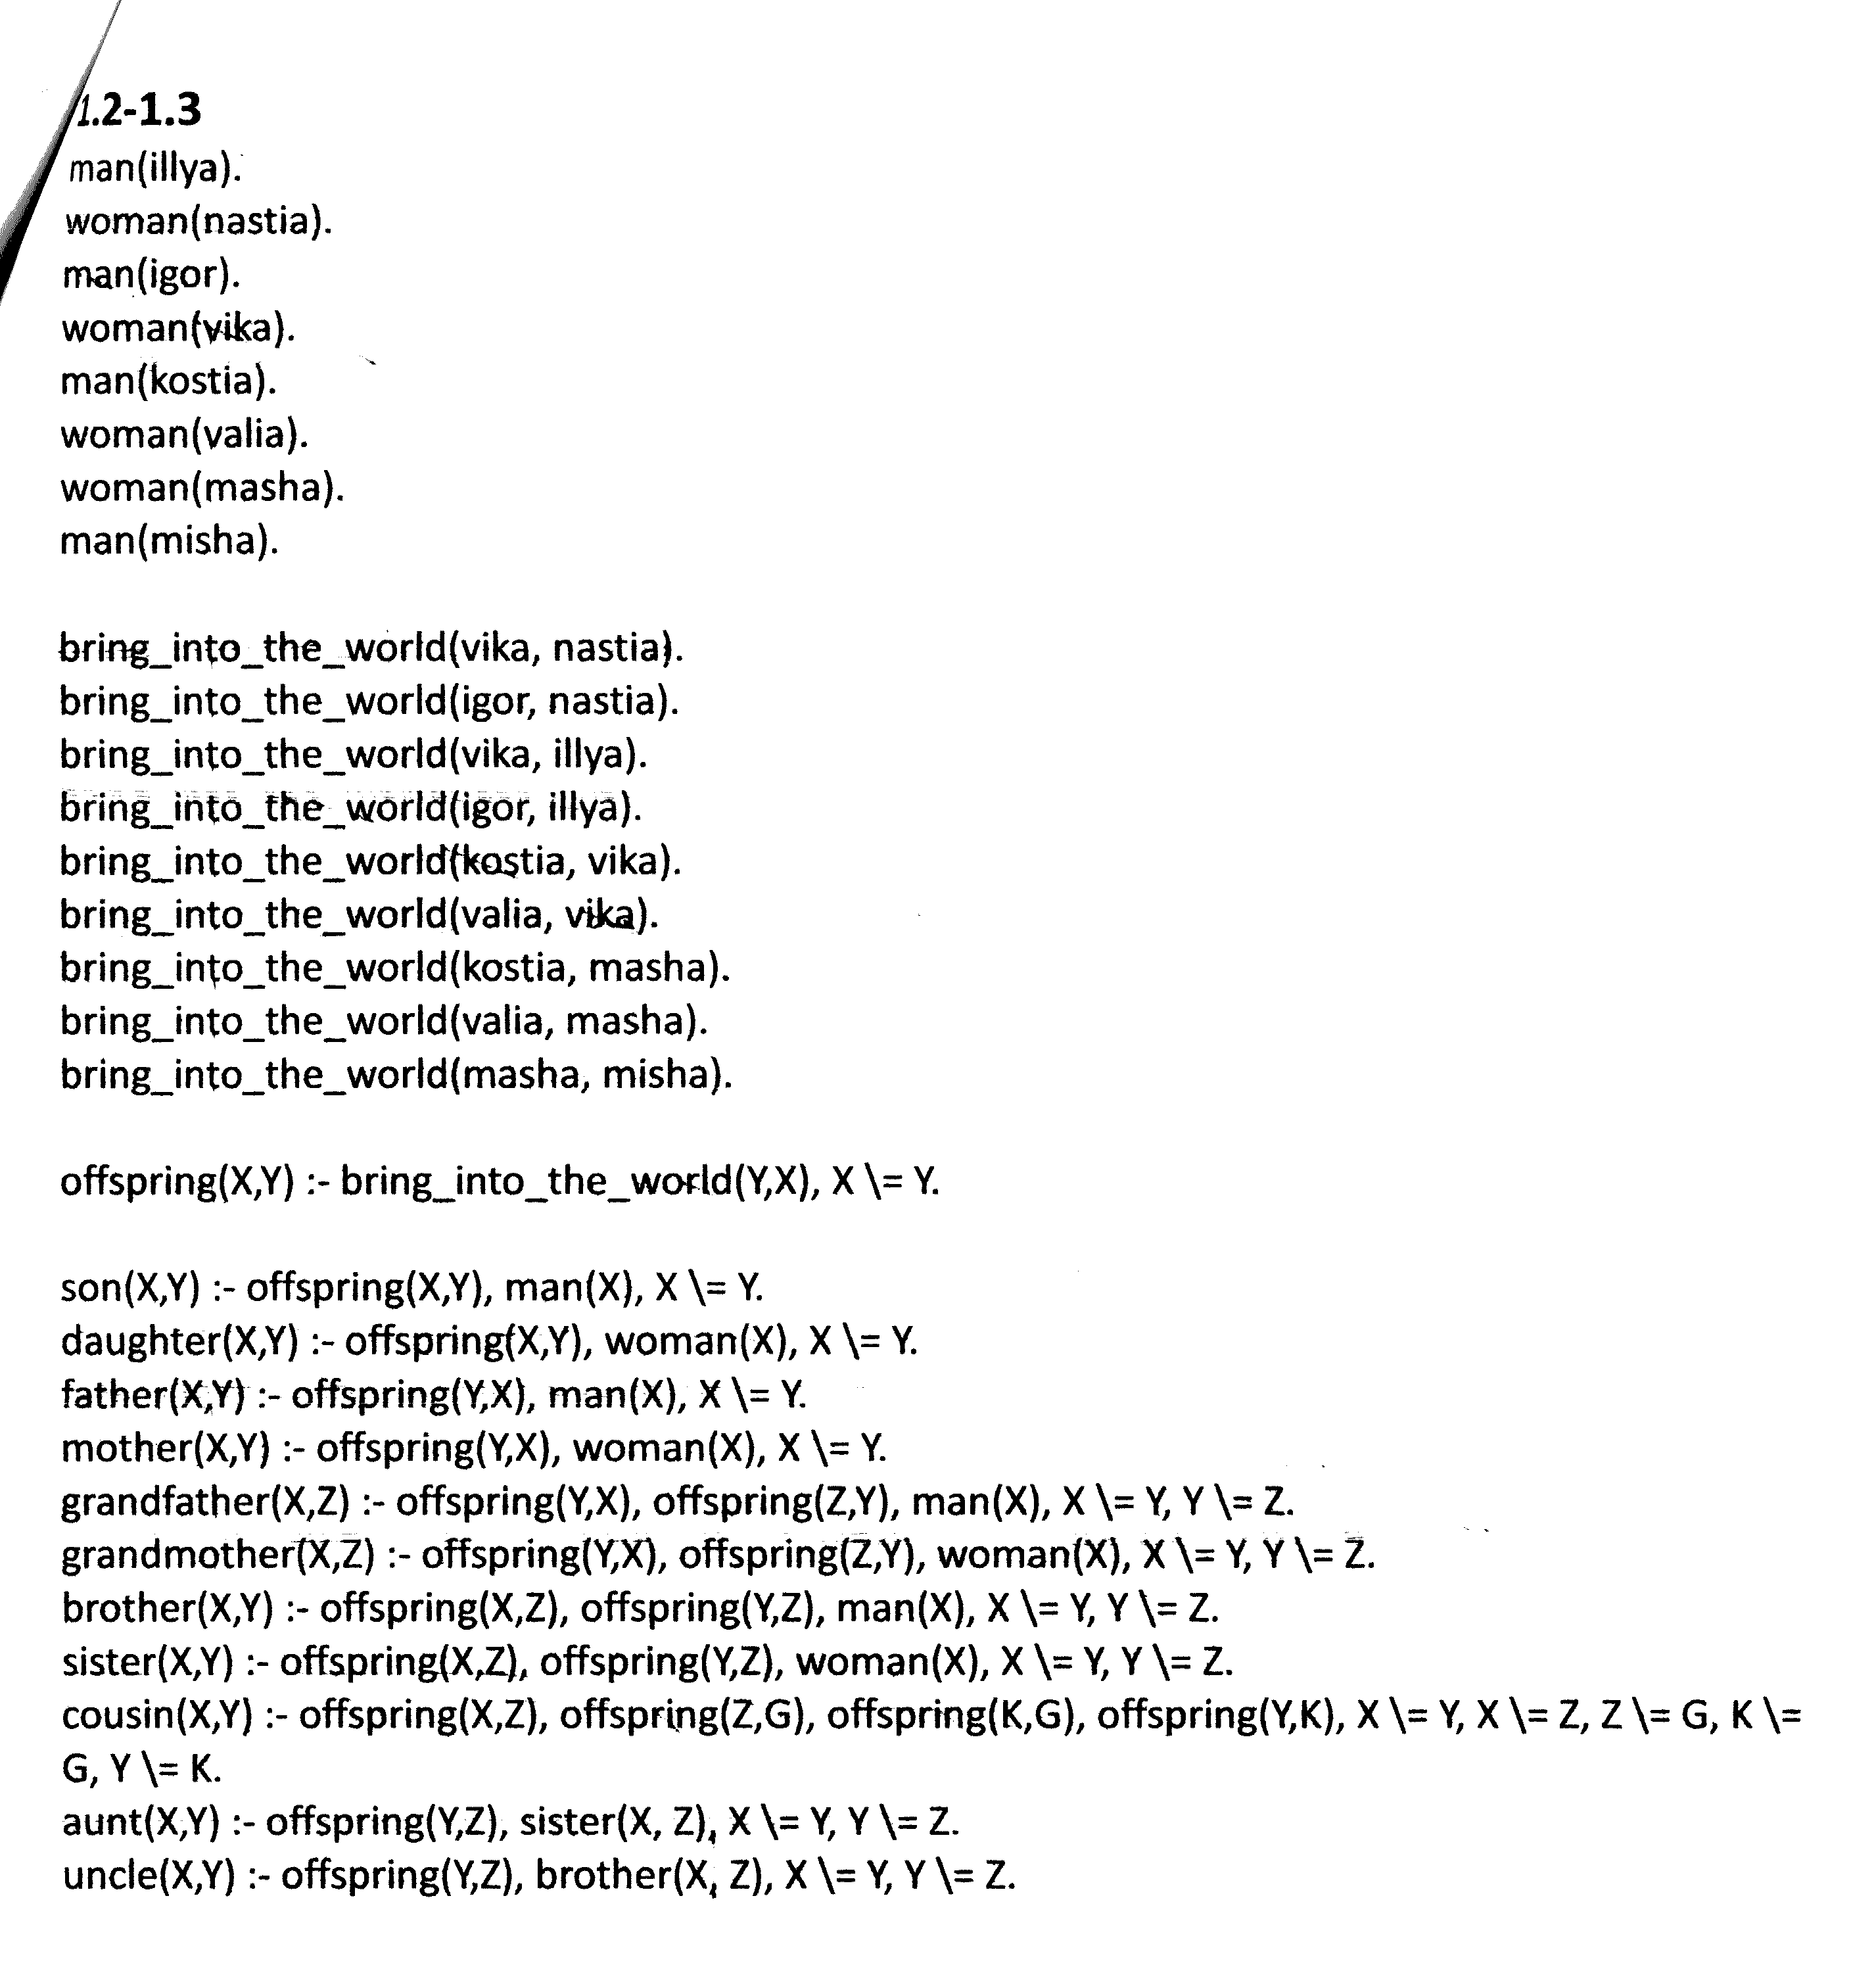 1.2-1.3
man(illya).
woman(nastia).
man(igor).
woman(vika).
man(kostia).
woman(valia).
woman(masha).
man(misha).
bring_into_the_world(vika, nastia).
bring_into_the_world(igor, nastia).
bring_into_the_world(vika, illya).
bring_into_the_world(igor, illya).
bring_into_the_world(kostia, vika).
bring_into_the_world(valia, vika).
bring_into_the_world(kostia, masha).
bring_into_the_world(valia, masha).
bring_into_the_world(masha, misha).
offspring(X,Y) :- bring_into_the_world(Y,X), X \= Y.
son(X,Y) :- offspring(X,Y), man(X), X \= Y.
daughter(X,Y) :- offspring(X,Y), woman(X), X \= Y.
father(X,Y) :- offspring(Y,X), man(X), X \= Y.
mother(X,Y) :- offspring(Y,X), woman(X), X \= Y.
grandfather(X,Z) :- offspring(Y,X), offspring(Z,Y), man(X), X \= Y, Y \= Z.
grandmother(X,Z) :- offspring(Y,X), offspring(Z,Y), woman(X), X \= Y, Y \= Z.
brother(X,Y) :- offspring(X,Z), offspring(Y,Z), man(X), X \= Y, Y \= Z.
sister(X,Y) :- offspring(X,Z), offspring(Y,Z), woman(X), X \= Y, Y \= Z.
cousin(X,Y) :- offspring(X,Z), offspring(Z,G), offspring(K,G), offspring(Y,K), X \= Y, X \= Z, Z \= G, K \=
G, Y \= K.
aunt(X,Y) :- offspring(Y,Z), sister(X, Z), X \= Y, Y \= Z.
uncle(X,Y) :- offspring(Y,Z), brother(X, Z), X \= Y, Y \= Z.